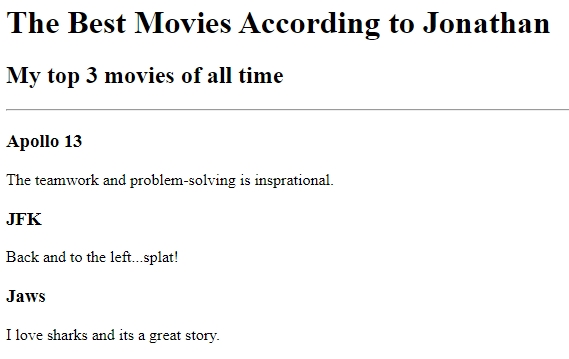 The Best Movies According to Jonathan
My top 3 movies of all time
Apollo 13
The teamwork and problem-solving is insprational.
JFK
Back and to the left...splat!
Jaws
I love sharks and its a great story.